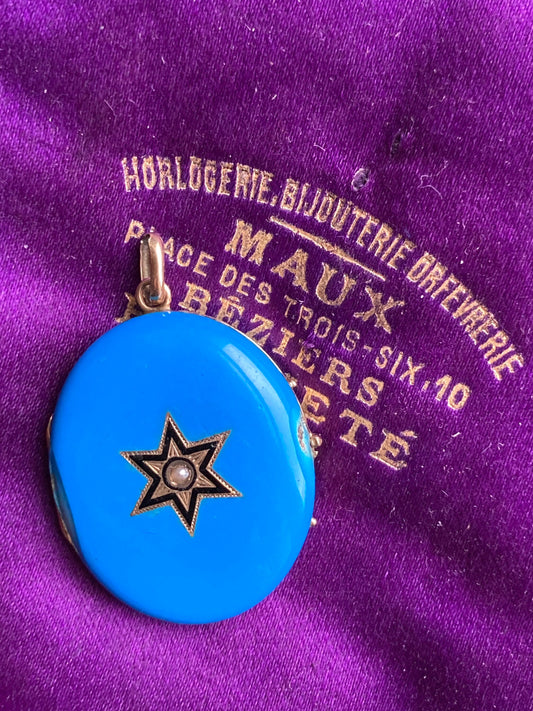 HORLOGERIE, BIJOUTERIE ORFÈVRERIE
MAUX
PLACE DES TROIS-SIX, 10
BÉZIERS
ÉTÉ